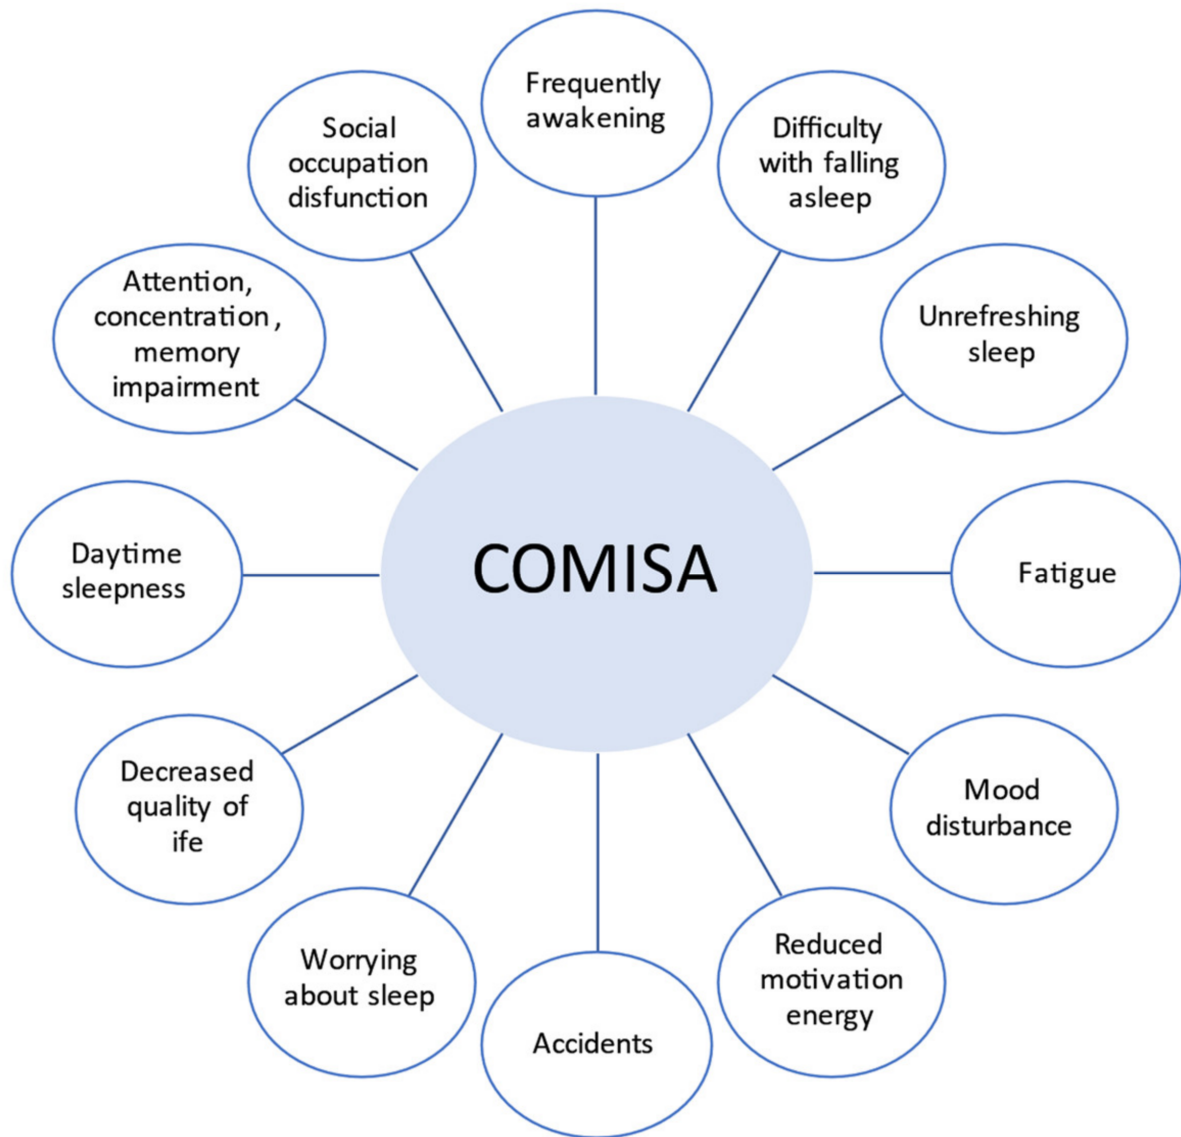 Frequently
awakening
Difficulty
with falling
asleep
Unrefreshing
sleep
Fatigue
Mood
disturbance
Reduced
motivation
energy
Accidents
Worrying
about sleep
Decreased
quality of
ife
Daytime
sleepness
Attention,
concentration,
memory
impairment
Social
occupation
disfunction
COMISA